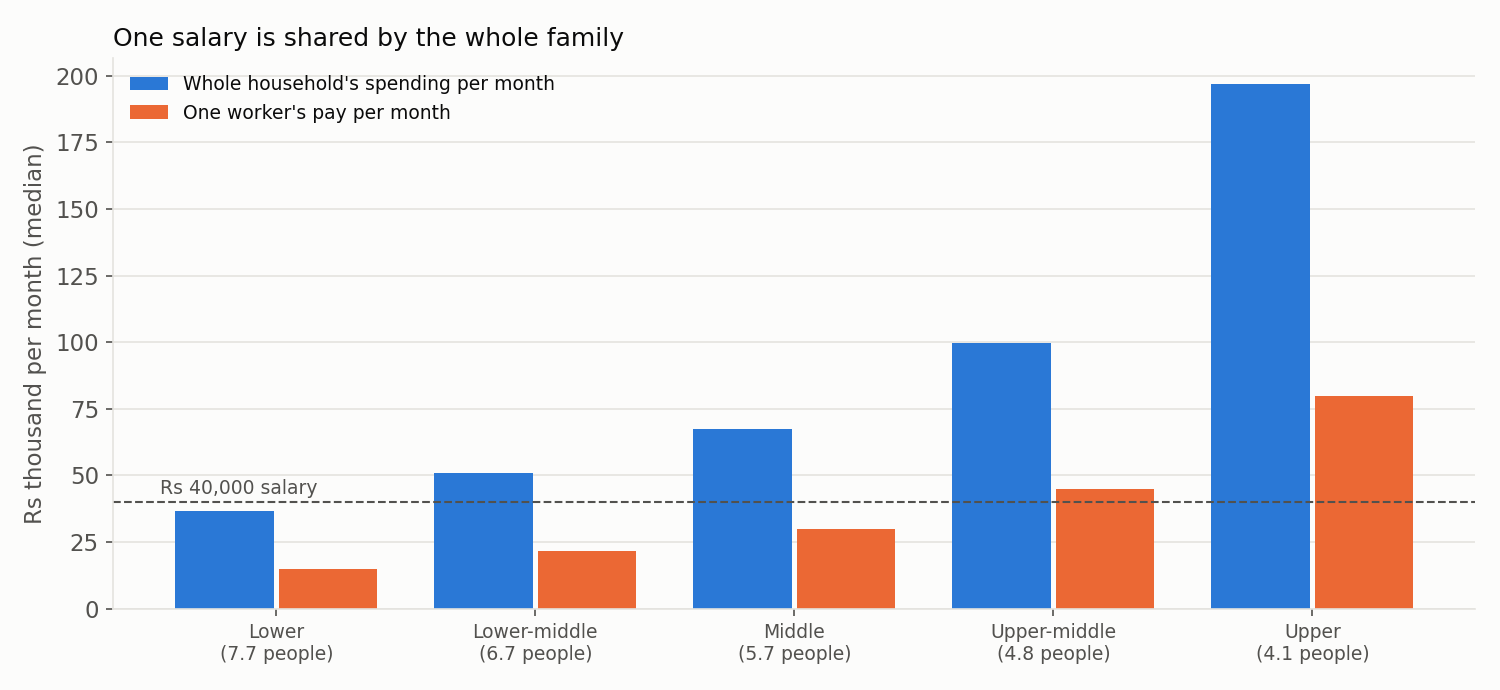 One salary is shared by the whole family
Whole household's spending per month
One worker's pay per month
Rs thousand per month (median)
200
175
150
125
100
75
50
25
0
Rs 40,000 salary
Lower
(7.7 people)
Lower-middle
(6.7 people)
Middle
(5.7 people)
Upper-middle
(4.8 people)
Upper
(4.1 people)